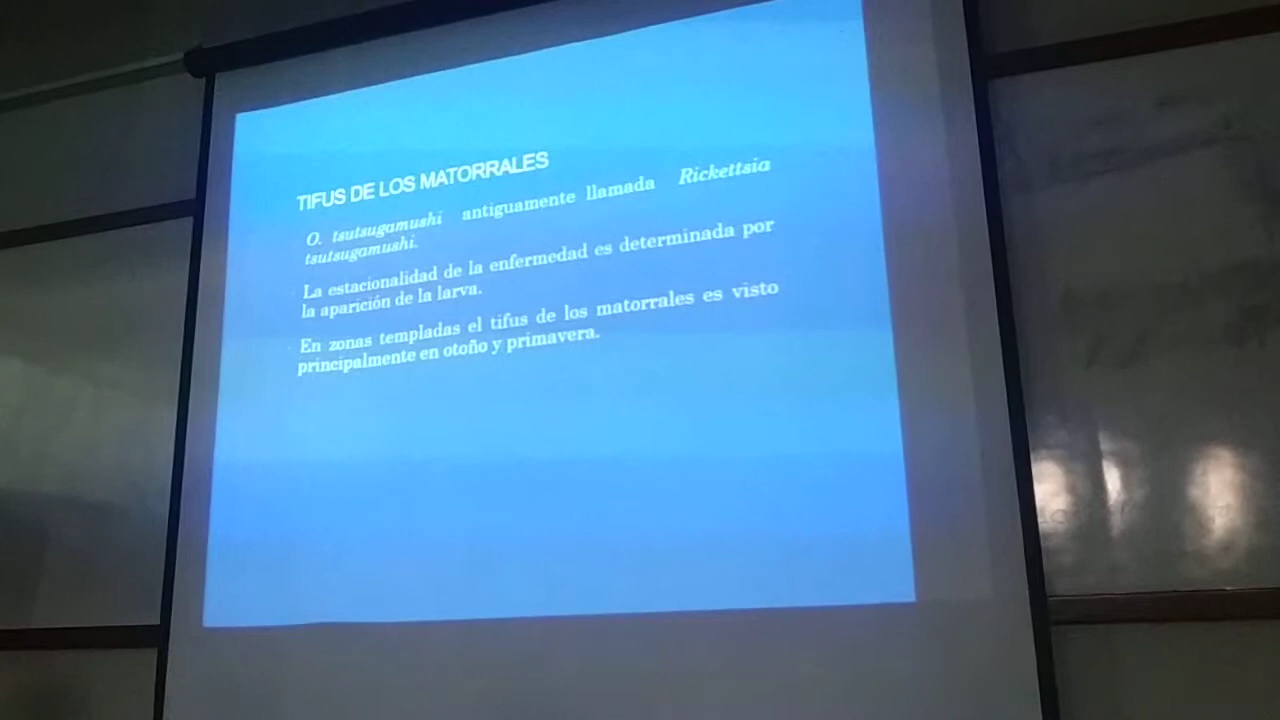 TIFUS DE LOS MATORRALES
O. tsutsugamushi antiguamente llamada Rickettsia
tsutsugamushi.
La estacionalidad de la enfermedad es determinada por
la aparición de la larva.
En zonas templadas el tifus de los matorrales es visto
principalmente en otoño y primavera.